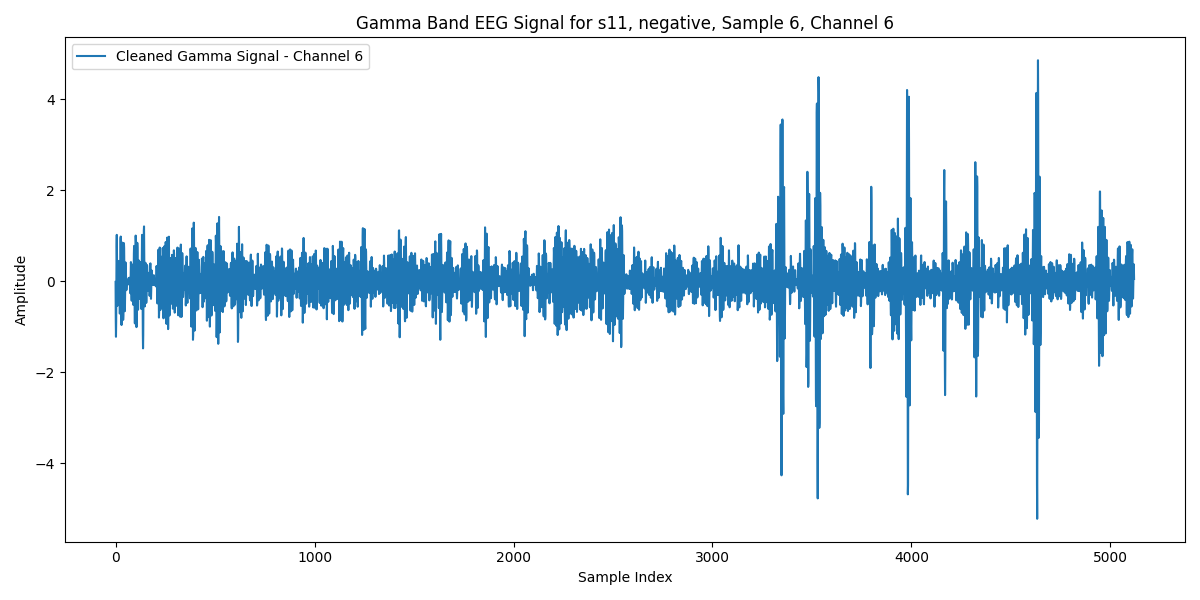 Gamma Band EEG Signal for s11, negative, Sample 6, Channel 6
Cleaned Gamma Signal - Channel 6
Amplitude
4
2
0
−2
−4
0 1000 2000 3000 4000 5000
Sample Index